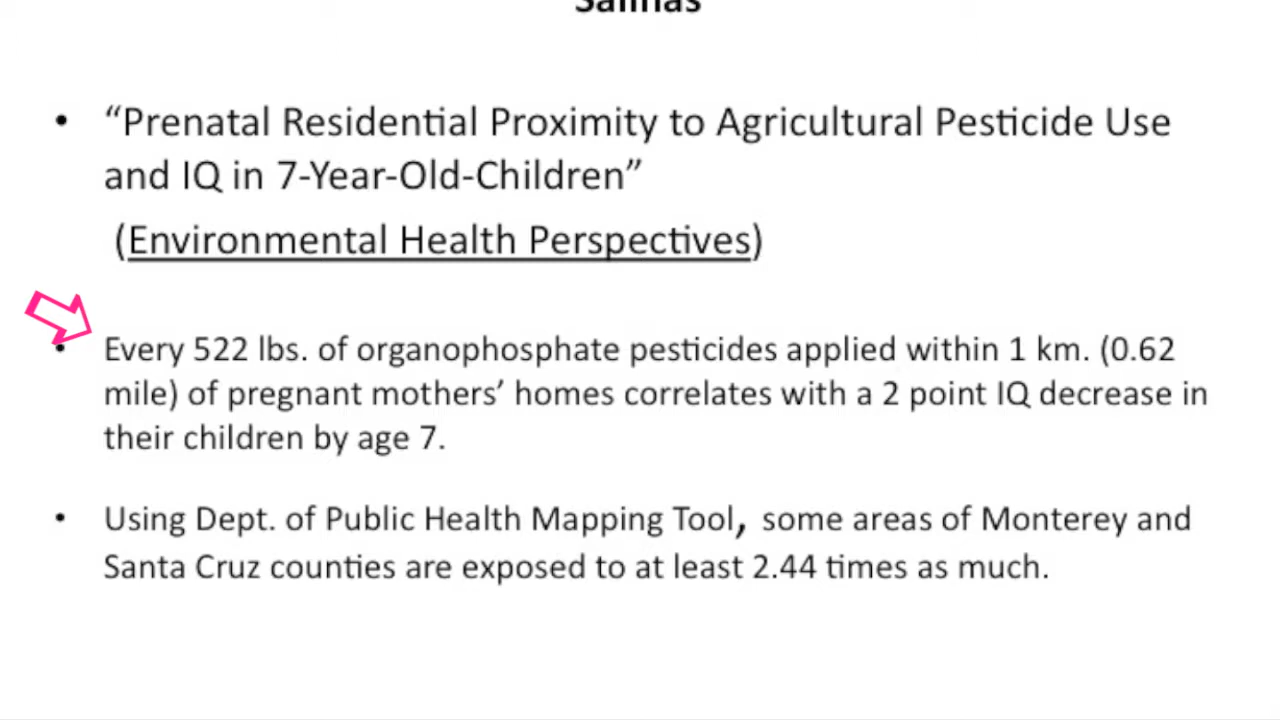 Salinas
• “Prenatal Residential Proximity to Agricultural Pesticide Use
and IQ in 7-Year-Old-Children”
(Environmental Health Perspectives)
• Every 522 lbs. of organophosphate pesticides applied within 1 km. (0.62
mile) of pregnant mothers’ homes correlates with a 2 point IQ decrease in
their children by age 7.
• Using Dept. of Public Health Mapping Tool, some areas of Monterey and
Santa Cruz counties are exposed to at least 2.44 times as much.